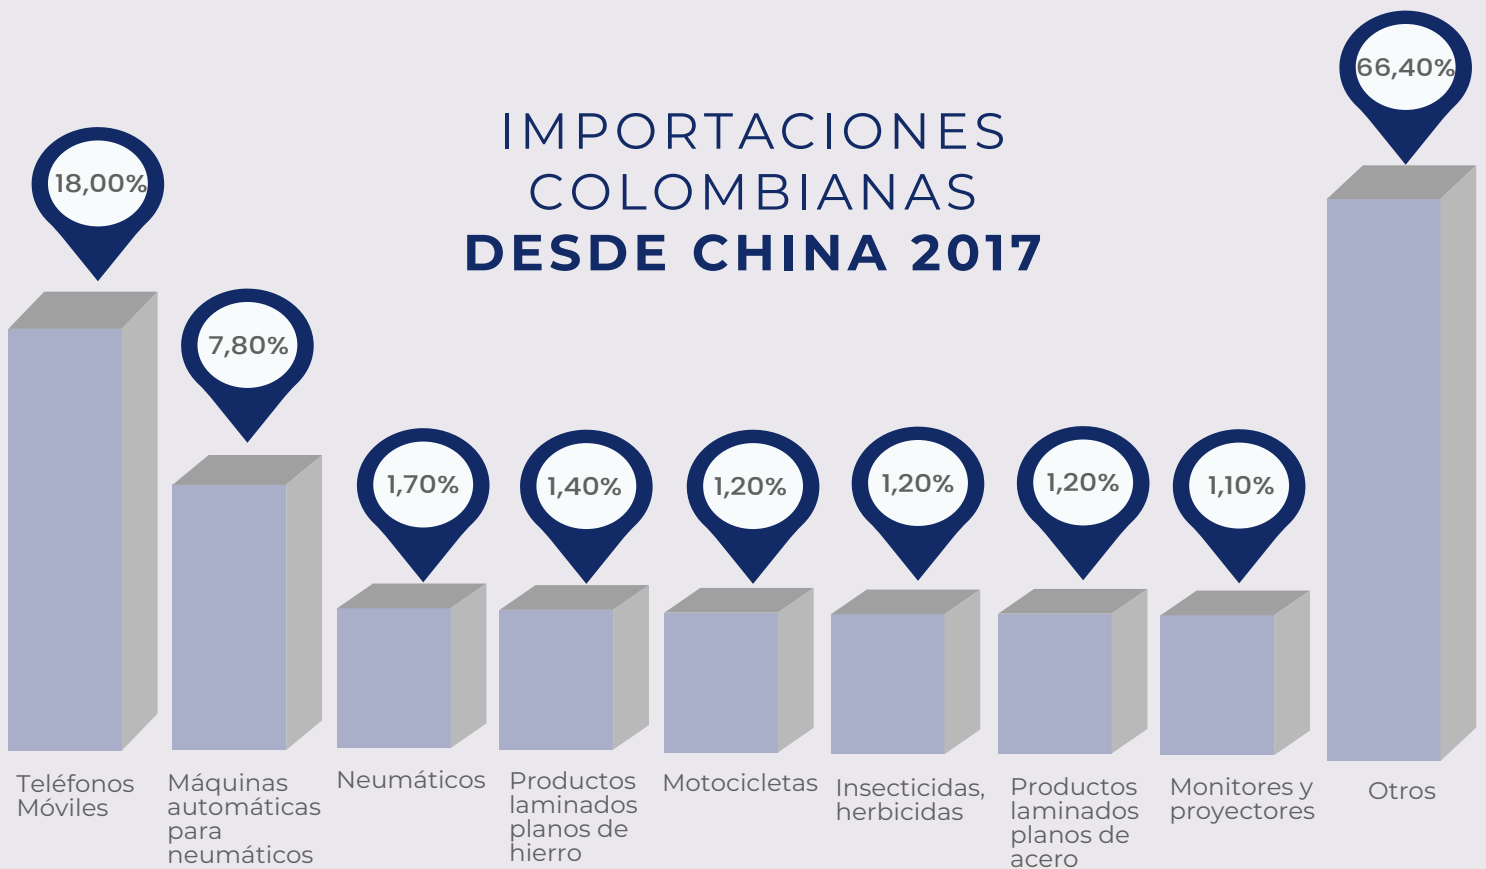 IMPORTACIONES
COLOMBIANAS
DESDE CHINA 2017
18,00%
7,80%
1,70%
1,40%
1,20%
1,20%
1,20%
1,10%
66,40%
Teléfonos
Móviles
Máquinas
automáticas
para
neumáticos
Neumáticos
Productos
laminados
planos de
hierro
Motocicletas
Insecticidas,
herbicidas
Productos
laminados
planos de
acero
Monitores y
proyectores
Otros